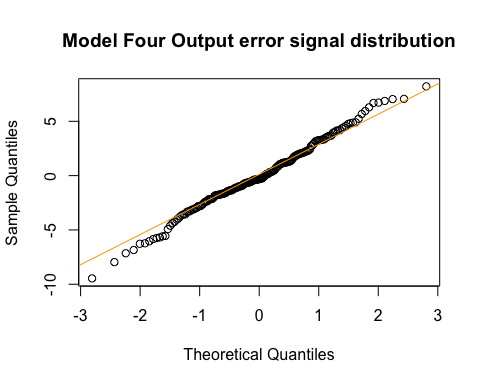 Model Four Output error signal distribution
Sample Quantiles
5
0
-5
-10
-3 -2 -1 0 1 2 3
Theoretical Quantiles